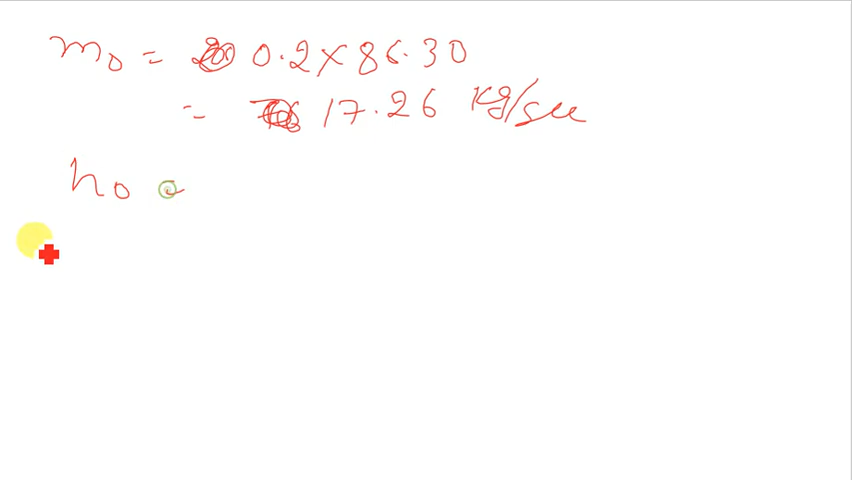 m0 = 0.2×86.30
= 17.26 Kg/sec
h0 =